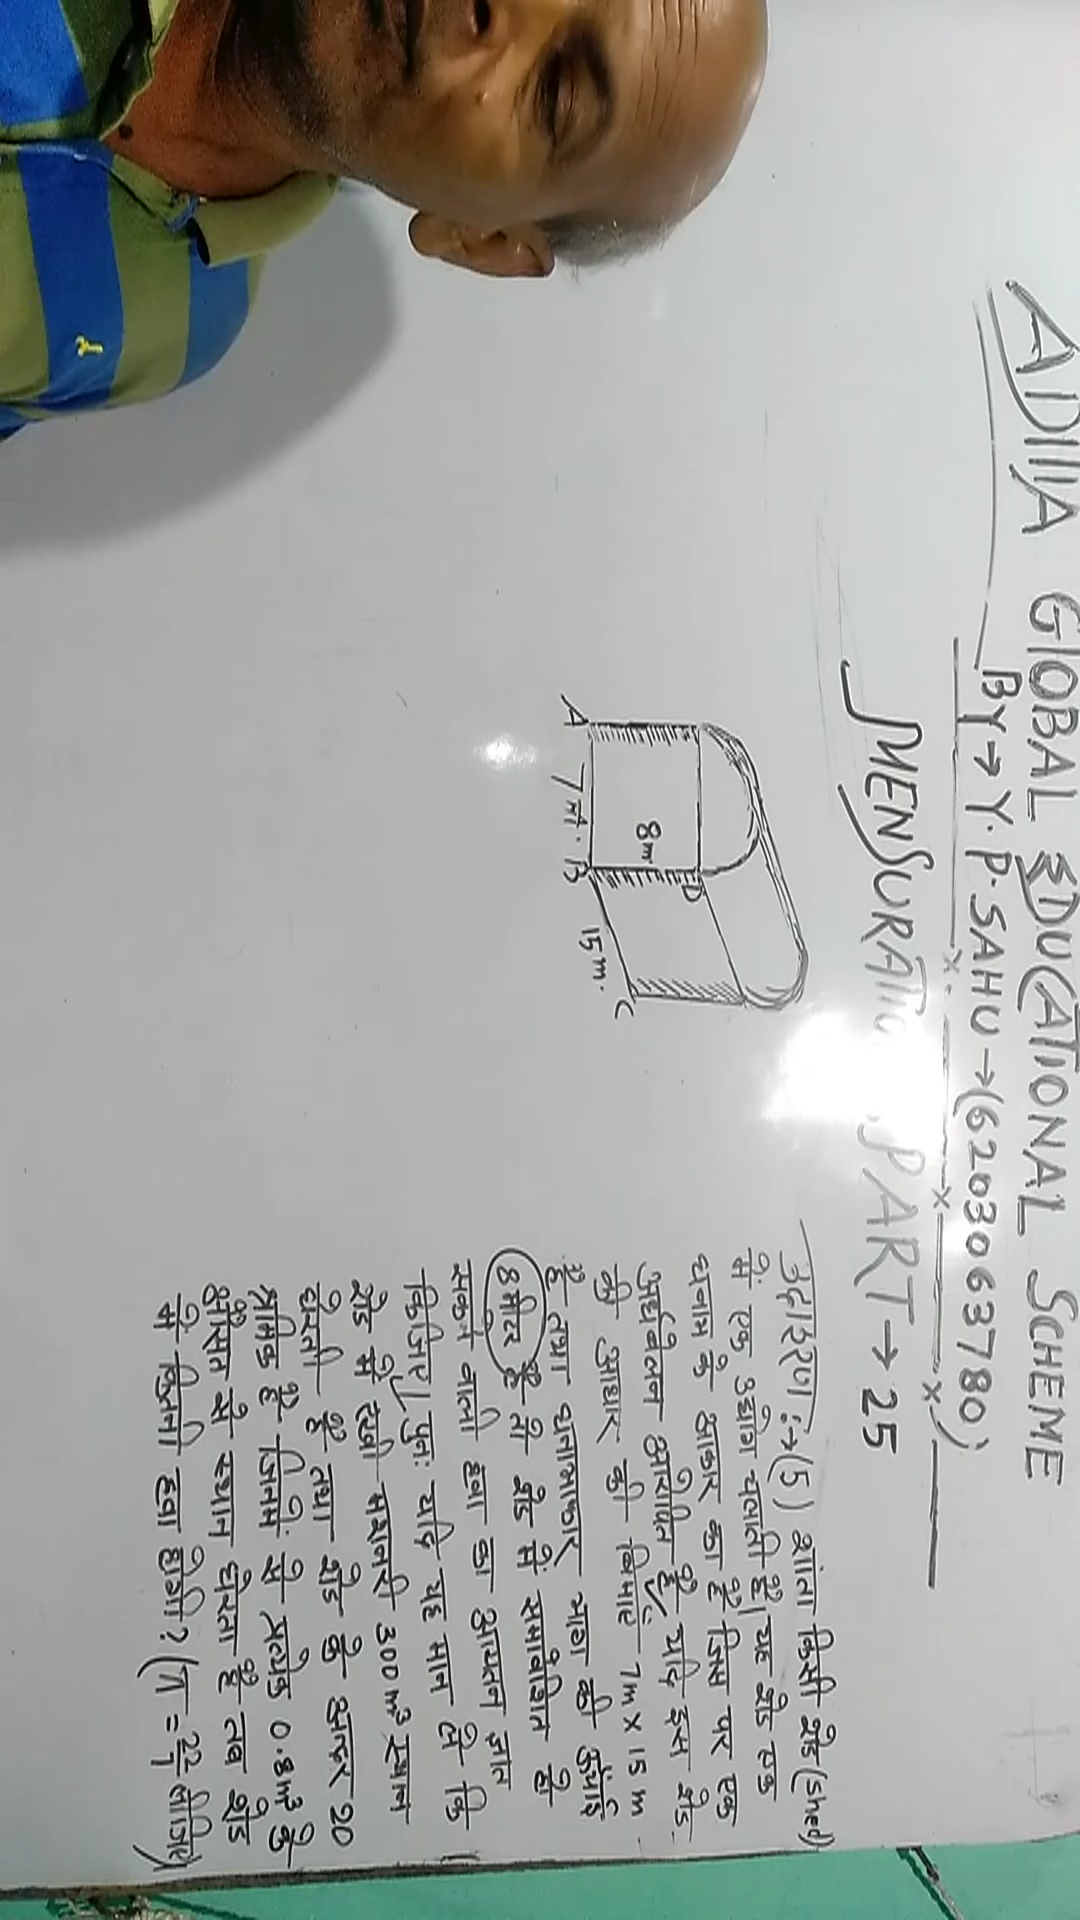 ADITYA GLOBAL EDUCATIONAL SCHEME
BY → Y.P. SAHU → (6203063780)
MENSURATIO PART → 25
उदाहरण :→ (5) शांता किसी शेड (shed)
में एक उद्योग चलाती है। यह शेड एक
घनाभ के आकार का है जिस पर एक
अर्धबेलन आरोपित है। यदि इस शेड
की आधार की विमाएं 7m × 15m
है तथा घनाभाकार भाग की ऊँचाई
8 मीटर है तो शेड में समावेशित हो
सकने वाली हवा का आयतन ज्ञात
किजिए। पुनः यदि यह मान ले कि
शेड में रखी मशीनरी 300 m³ स्थान
घेरती है तथा शेड के अन्दर 20
श्रमिक है जिनमें से प्रत्येक 0.8m³ के
औसत से स्थान घेरता है तब शेड
में कितनी हवा होगी? (π = 22/7 लीजिए)
8m
D
A 7 मी. B
15m.
C